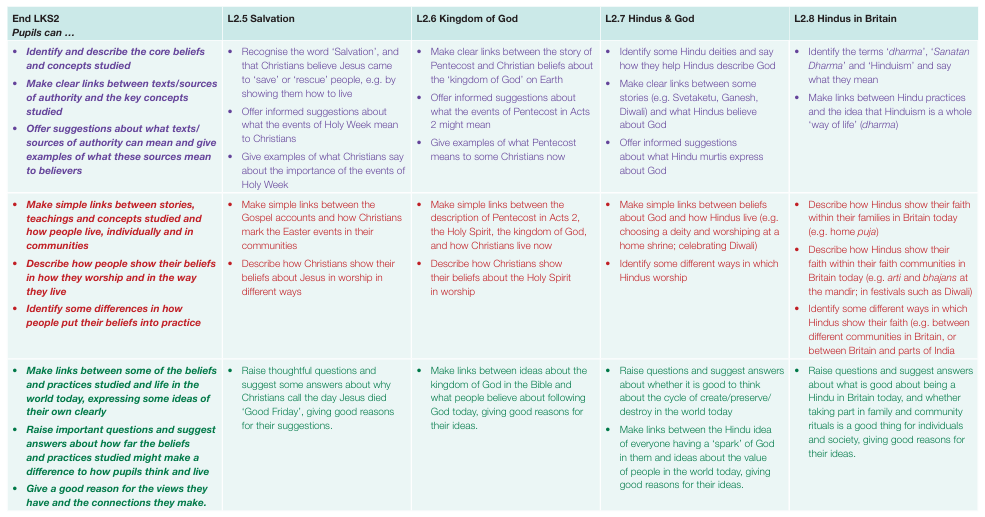 End LKS2
Pupils can …
L2.5 Salvation
L2.6 Kingdom of God
L2.7 Hindus & God
L2.8 Hindus in Britain
• Identify and describe the core beliefs
and concepts studied
• Make clear links between texts/sources
of authority and the key concepts
studied
• Offer suggestions about what texts/
sources of authority can mean and give
examples of what these sources mean
to believers
• Recognise the word ‘Salvation’, and
that Christians believe Jesus came
to ‘save’ or ‘rescue’ people, e.g. by
showing them how to live
• Offer informed suggestions about
what the events of Holy Week mean
to Christians
• Give examples of what Christians say
about the importance of the events of
Holy Week
• Make clear links between the story of
Pentecost and Christian beliefs about
the ‘kingdom of God’ on Earth
• Offer informed suggestions about
what the events of Pentecost in Acts
2 might mean
• Give examples of what Pentecost
means to some Christians now
• Identify some Hindu deities and say
how they help Hindus describe God
• Make clear links between some
stories (e.g. Svetaketu, Ganesh,
Diwali) and what Hindus believe
about God
• Offer informed suggestions
about what Hindu murtis express
about God
• Identify the terms ‘dharma’, ‘Sanatan
Dharma’ and ‘Hinduism’ and say
what they mean
• Make links between Hindu practices
and the idea that Hinduism is a whole
‘way of life’ (dharma)
• Make simple links between stories,
teachings and concepts studied and
how people live, individually and in
communities
• Describe how people show their beliefs
in how they worship and in the way
they live
• Identify some differences in how
people put their beliefs into practice
• Make simple links between the
Gospel accounts and how Christians
mark the Easter events in their
communities
• Describe how Christians show their
beliefs about Jesus in worship in
different ways
• Make simple links between the
description of Pentecost in Acts 2,
the Holy Spirit, the kingdom of God,
and how Christians live now
• Describe how Christians show
their beliefs about the Holy Spirit
in worship
• Make simple links between beliefs
about God and how Hindus live (e.g.
choosing a deity and worshiping at a
home shrine; celebrating Diwali)
• Identify some different ways in which
Hindus worship
• Describe how Hindus show their faith
within their families in Britain today
(e.g. home puja)
• Describe how Hindus show their
faith within their faith communities in
Britain today (e.g. arti and bhajans at
the mandir; in festivals such as Diwali)
• Identify some different ways in which
Hindus show their faith (e.g. between
different communities in Britain, or
between Britain and parts of India
• Make links between some of the beliefs
and practices studied and life in the
world today, expressing some ideas of
their own clearly
• Raise important questions and suggest
answers about how far the beliefs
and practices studied might make a
difference to how pupils think and live
• Give a good reason for the views they
have and the connections they make.
• Raise thoughtful questions and
suggest some answers about why
Christians call the day Jesus died
‘Good Friday’, giving good reasons
for their suggestions.
• Make links between ideas about the
kingdom of God in the Bible and
what people believe about following
God today, giving good reasons for
their ideas.
• Raise questions and suggest answers
about whether it is good to think
about the cycle of create/preserve/
destroy in the world today
• Make links between the Hindu idea
of everyone having a ‘spark’ of God
in them and ideas about the value
of people in the world today, giving
good reasons for their ideas.
• Raise questions and suggest answers
about what is good about being a
Hindu in Britain today, and whether
taking part in family and community
rituals is a good thing for individuals
and society, giving good reasons for
their ideas.